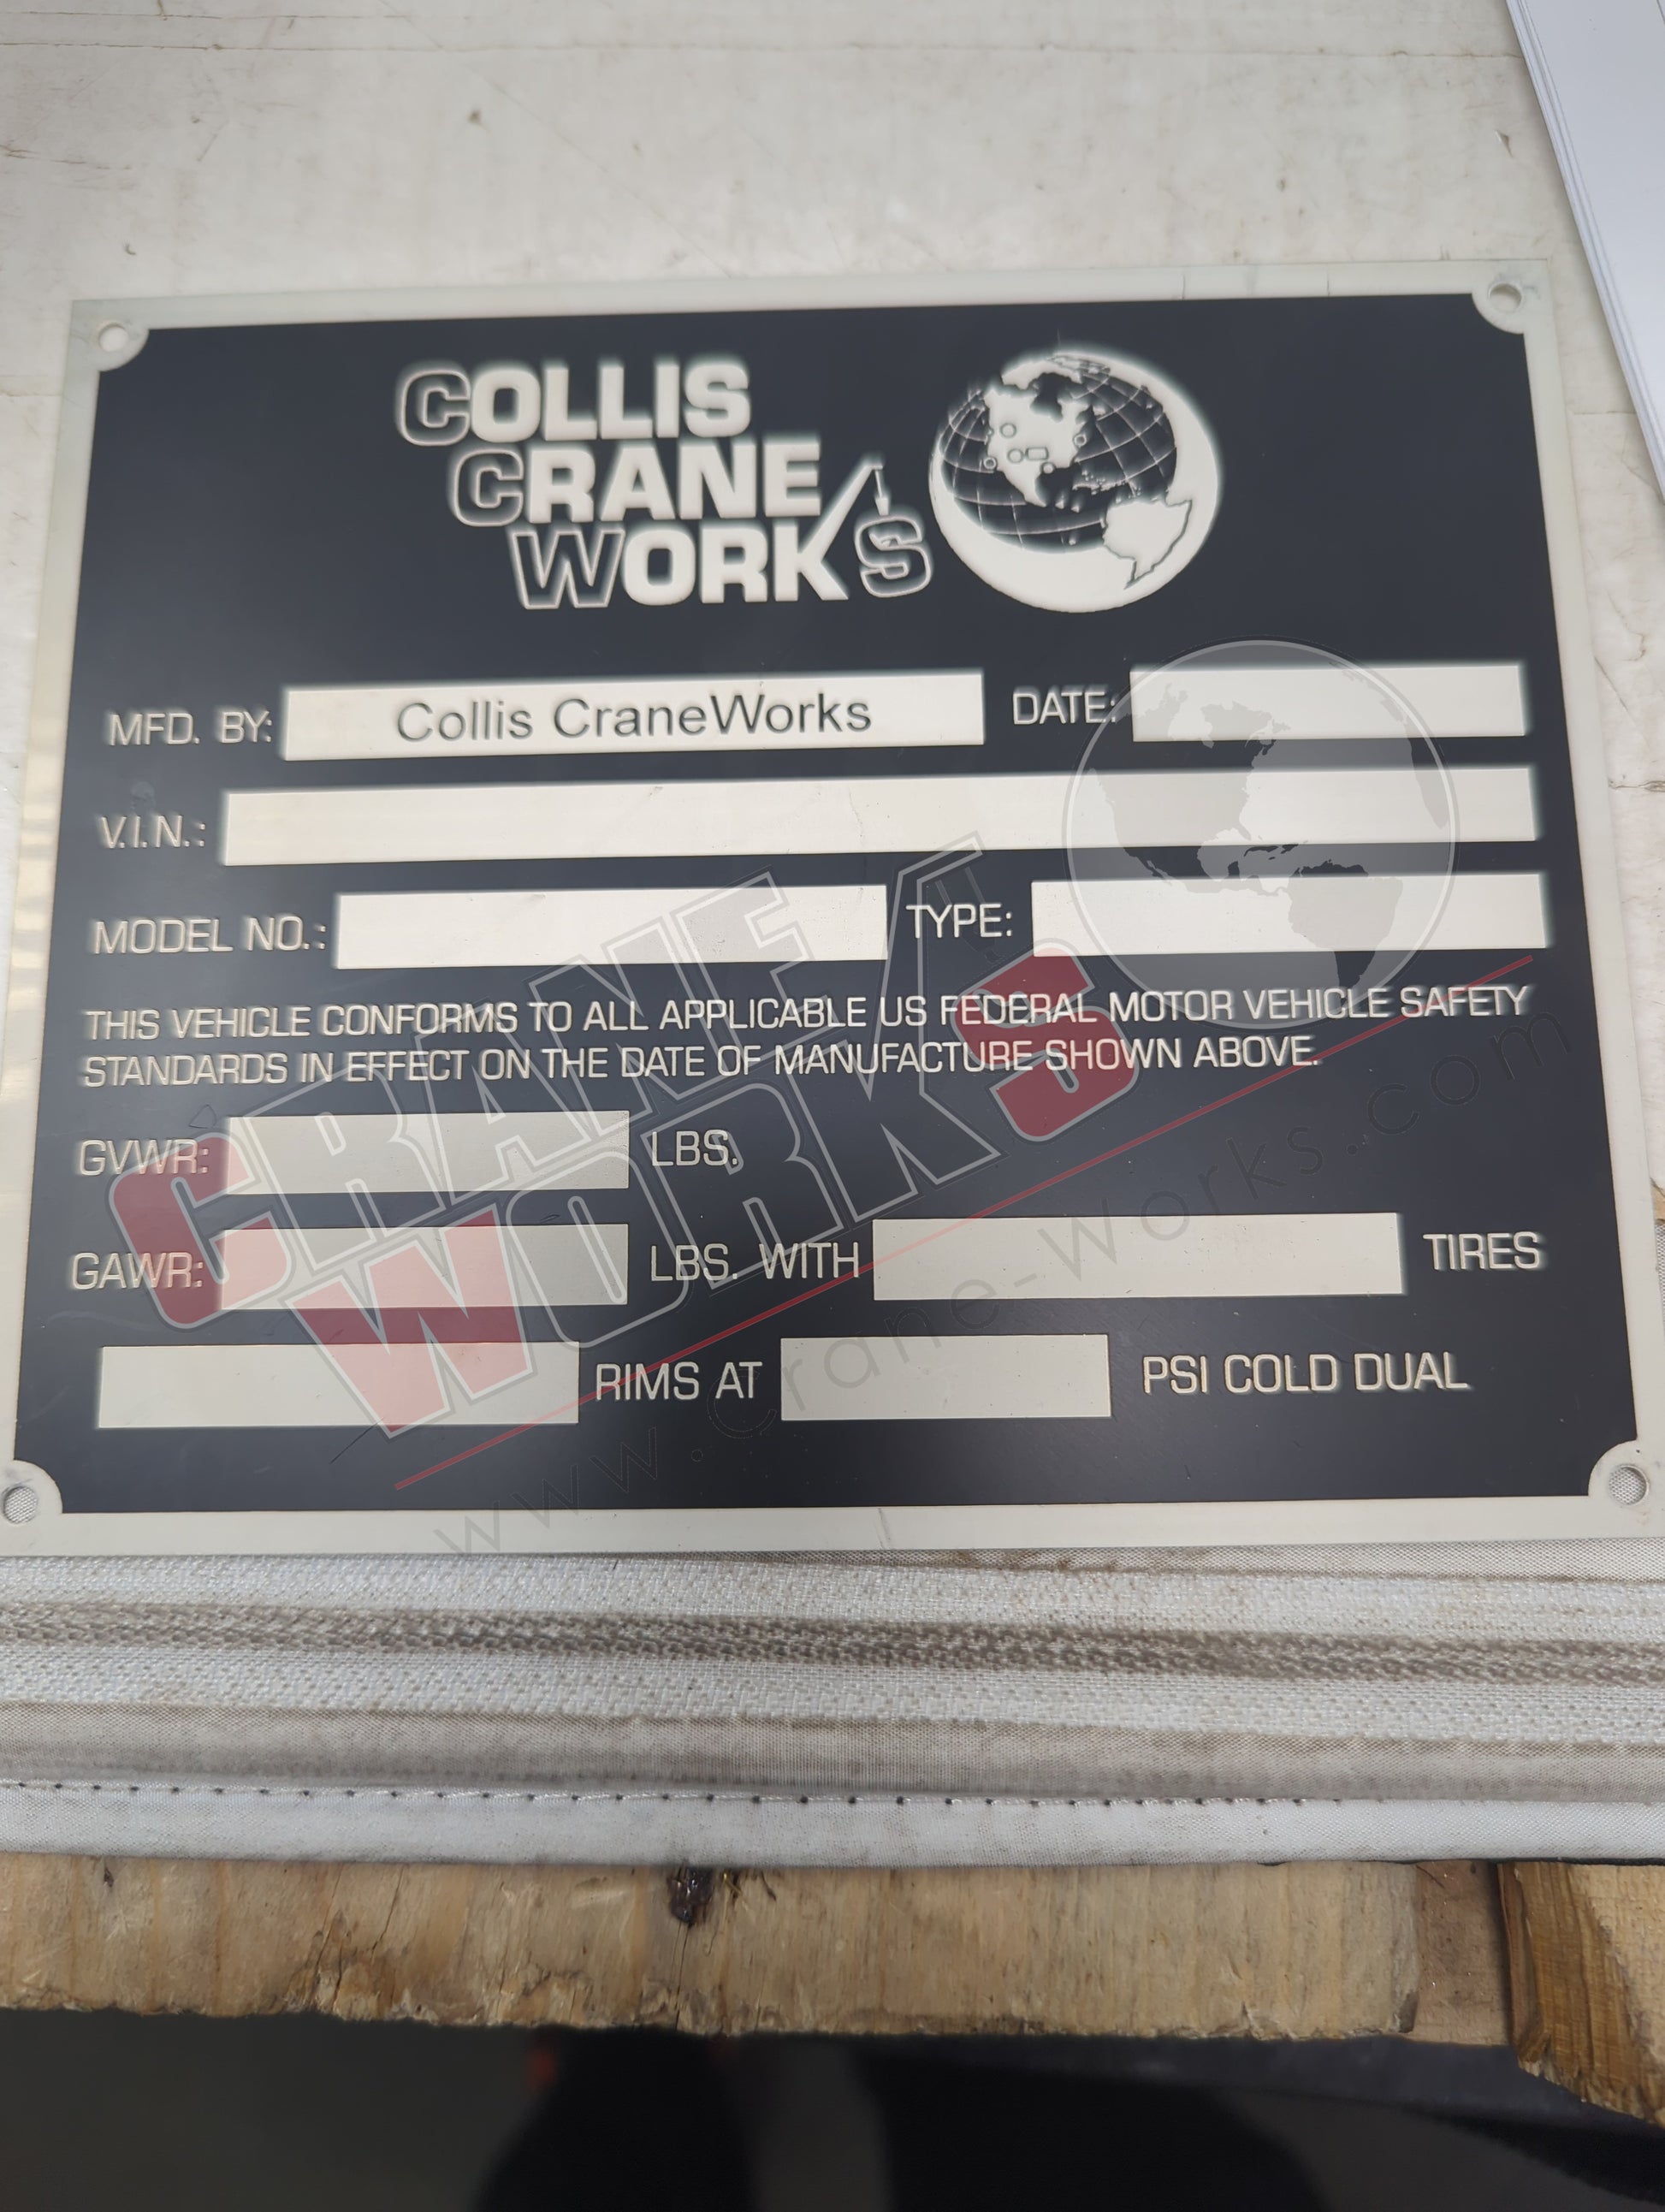 COLLIS
CRANE
WORKS
MFD. BY: Collis CraneWorks DATE:
V.I.N.:
MODEL NO.: TYPE:
THIS VEHICLE CONFORMS TO ALL APPLICABLE US FEDERAL MOTOR VEHICLE SAFETY
STANDARDS IN EFFECT ON THE DATE OF MANUFACTURE SHOWN ABOVE.
GVWR: LBS.
GAWR: LBS. WITH TIRES
RIMS AT PSI COLD DUAL
CRANE
WORKS
www.crane-works.com